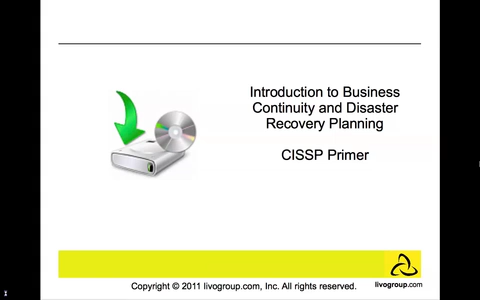 Introduction to Business
Continuity and Disaster
Recovery Planning
CISSP Primer
livogroup.com
Copyright © 2011 livogroup.com, Inc. All rights reserved.